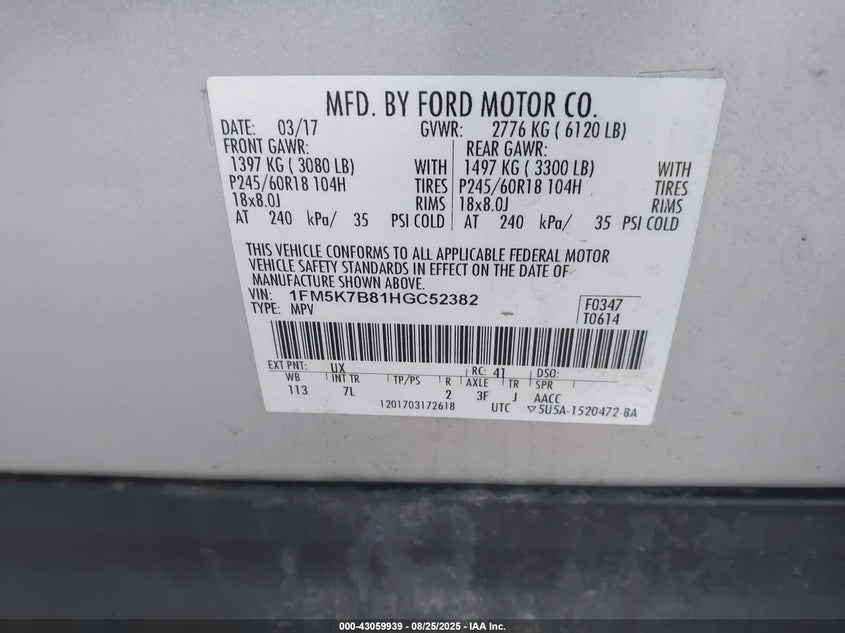 MFD. BY FORD MOTOR CO.
DATE: 03/17 GVWR: 2776 KG ( 6120 LB)
FRONT GAWR: REAR GAWR:
1397 KG ( 3080 LB) WITH 1497 KG ( 3300 LB) WITH
P245/60R18 104H TIRES P245/60R18 104H TIRES
18x8.0J RIMS 18x8.0J RIMS
AT 240 kPa/ 35 PSI COLD AT 240 kPa/ 35 PSI COLD
THIS VEHICLE CONFORMS TO ALL APPLICABLE FEDERAL MOTOR
VEHICLE SAFETY STANDARDS IN EFFECT ON THE DATE OF
MANUFACTURE SHOWN ABOVE.
VIN: 1FM5K7B81HGC52382 F0347
TYPE: MPV T0614
EXT PNT: UX RC: 41 DSO:
WB INT TR TP/PS R AXLE TR SPR
113 7L 2 3F J AACC
1201703172618 UTC ▽5U5A-1520472-BA
000-43059939 - 08/25/2025 - IAA Inc.